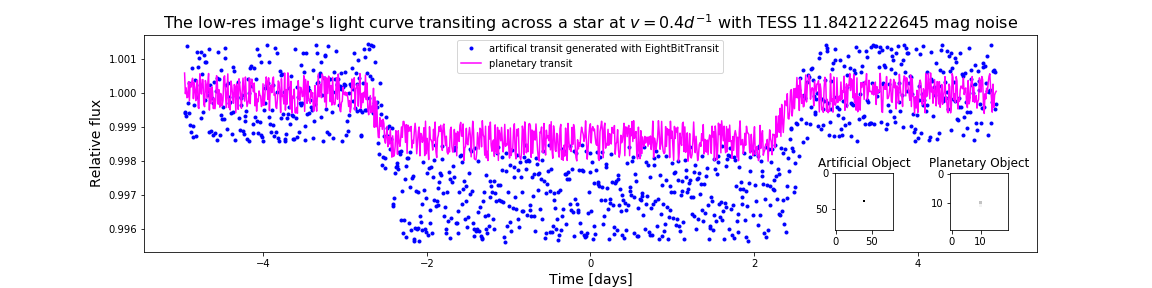 The low-res image's light curve transiting across a star at v = 0.4d⁻¹ with TESS 11.8421222645 mag noise
artifical transit generated with EightBitTransit
planetary transit
Relative flux
1.001
1.000
0.999
0.998
0.997
0.996
Artificial Object
0
50
0 50
Planetary Object
0
10
0 10
−4 −2 0 2 4
Time [days]